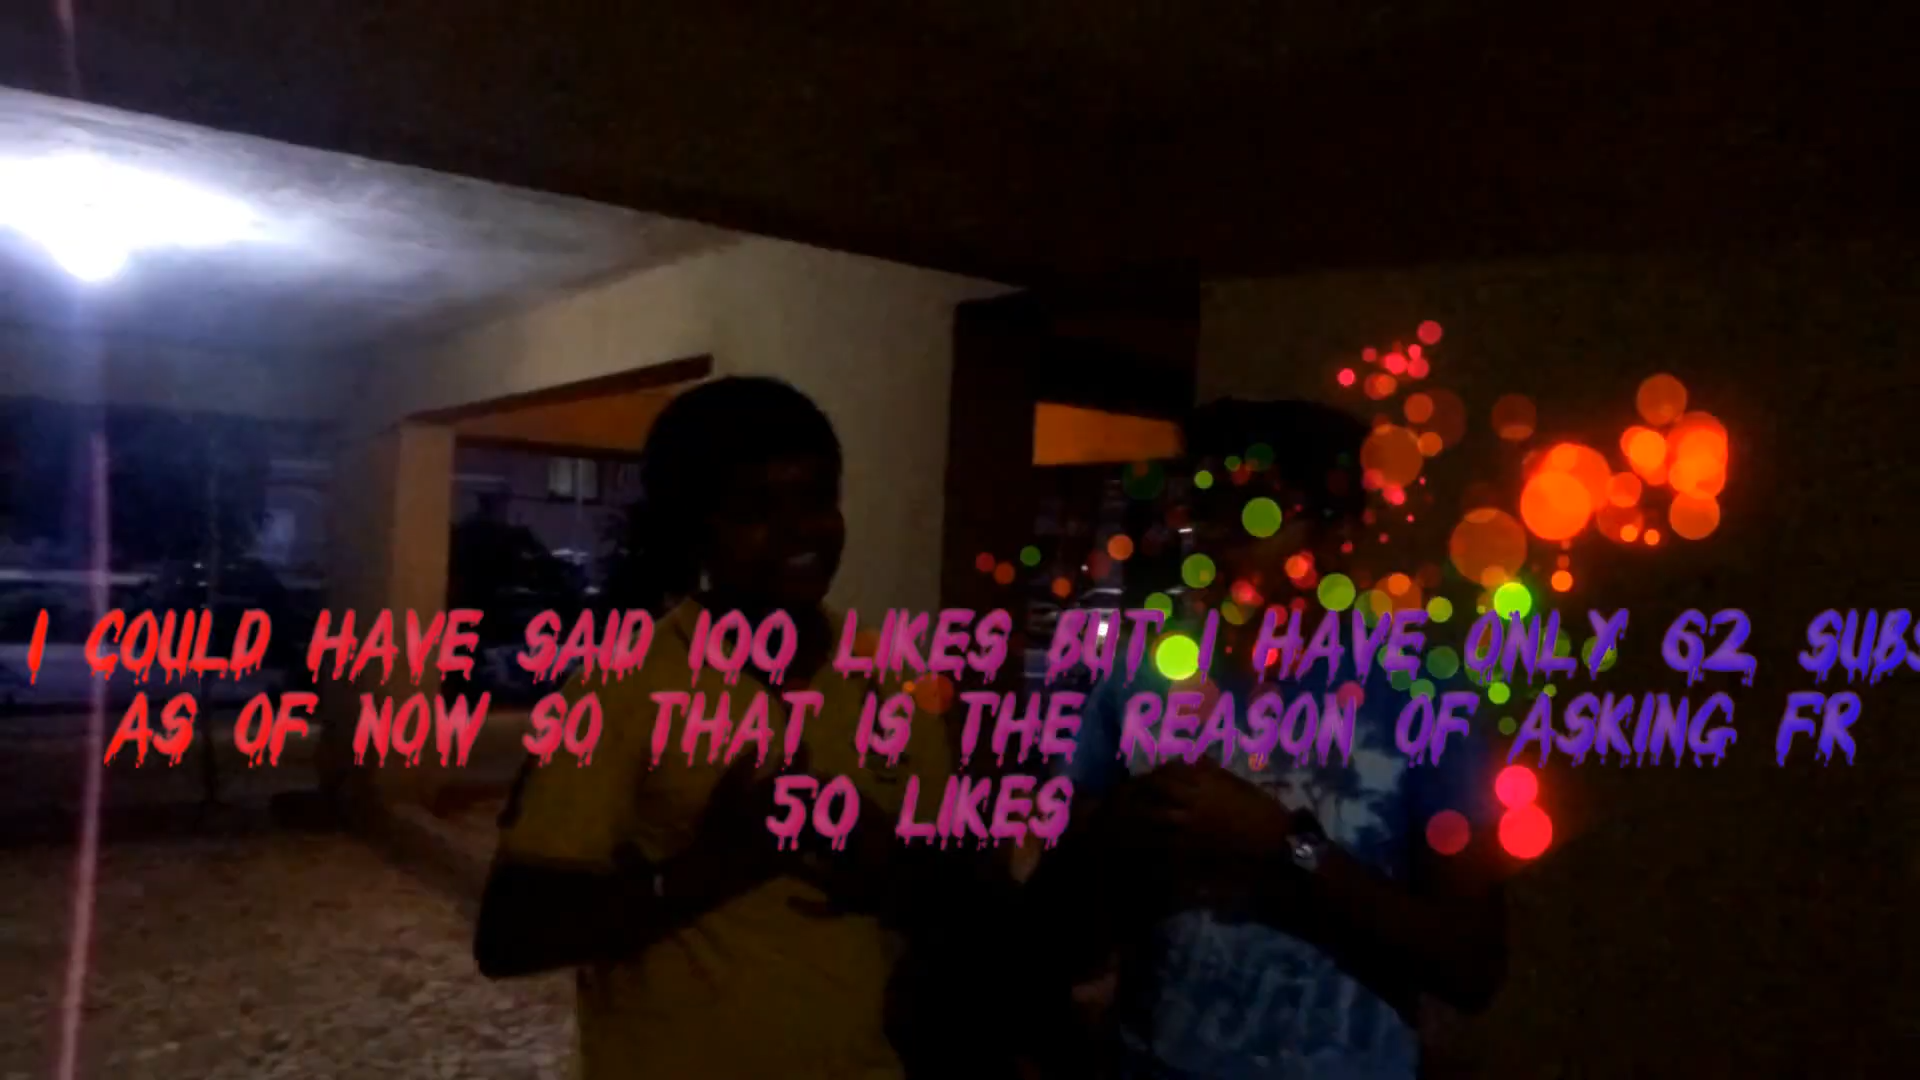 I COULD HAVE SAID 100 LIKES BUT I HAVE ONLY 62 SUBS
AS OF NOW SO THAT IS THE REASON OF ASKING FR
50 LIKES